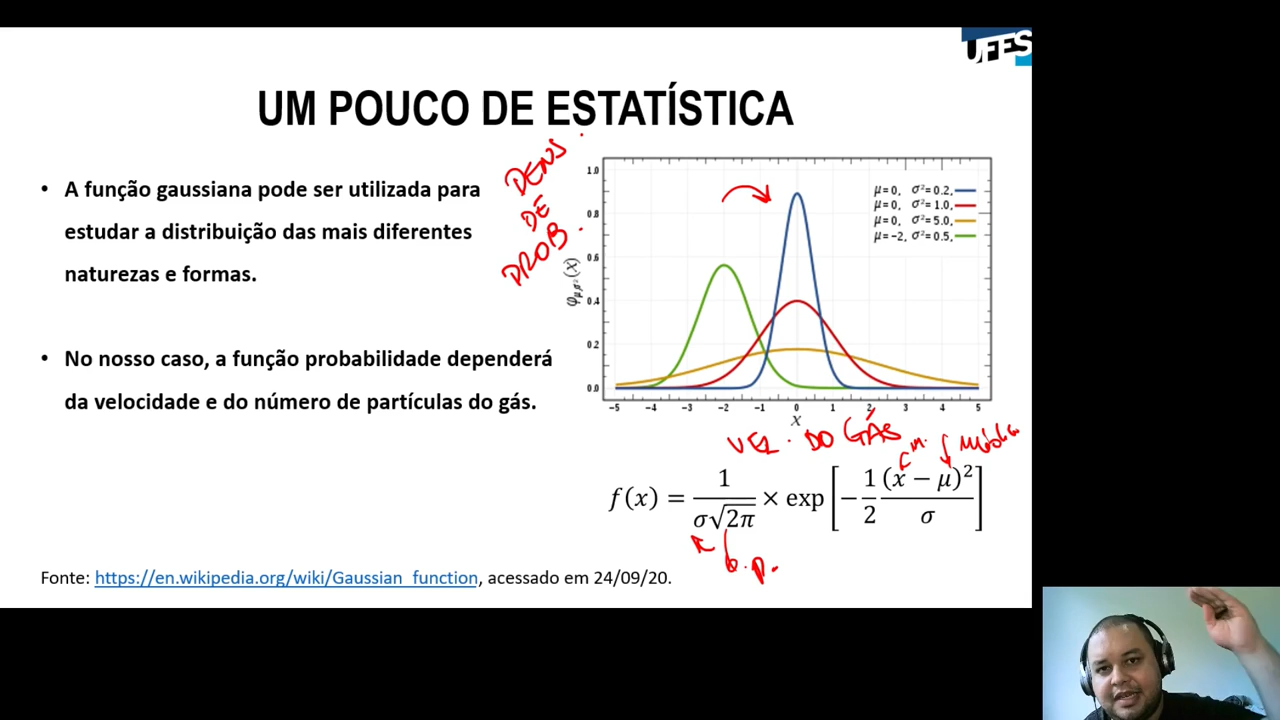 UFES
UM POUCO DE ESTATÍSTICA
• A função gaussiana pode ser utilizada para
estudar a distribuição das mais diferentes
naturezas e formas.
• No nosso caso, a função probabilidade dependerá
da velocidade e do número de partículas do gás.
DENS.
DE
PROB.
φμ,σ²(x)
1.0
0.8
0.6
0.4
0.2
0.0
μ=0, σ²=0.2,
μ=0, σ²=1.0,
μ=0, σ²=5.0,
μ=-2, σ²=0.5,
-5 -4 -3 -2 -1 0 1 2 3 4 5
x
VEL. DO GÁS
média
f(x) = 1/(σ√2π) × exp[-1/2 (x − μ)²/σ]
D.P.
Fonte: https://en.wikipedia.org/wiki/Gaussian_function, acessado em 24/09/20.